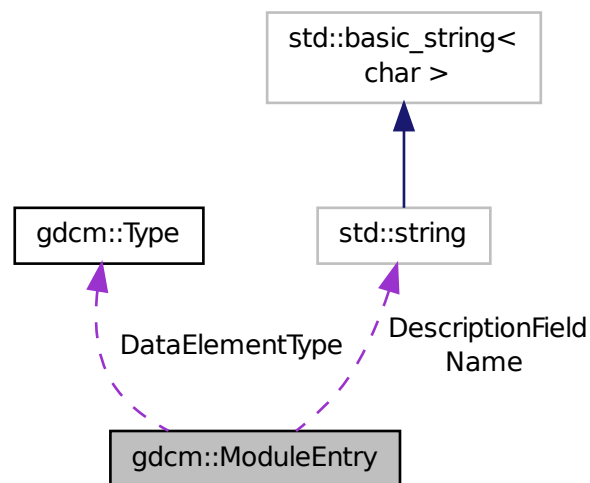 std::basic_string<
char >
gdcm::Type
std::string
DataElementType
DescriptionField
Name
gdcm::ModuleEntry